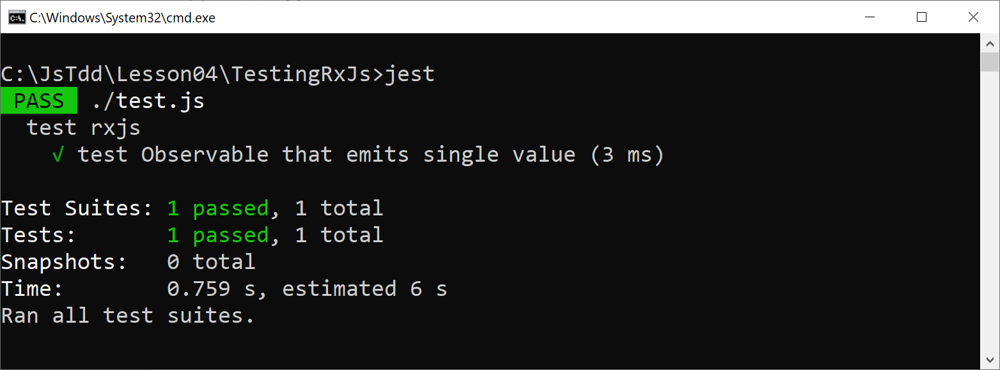 C:\Windows\System32\cmd.exe
C:\JsTdd\Lesson04\TestingRxJs>jest
PASS ./test.js
test rxjs
√ test Observable that emits single value (3 ms)
Test Suites: 1 passed, 1 total
Tests: 1 passed, 1 total
Snapshots: 0 total
Time: 0.759 s, estimated 6 s
Ran all test suites.